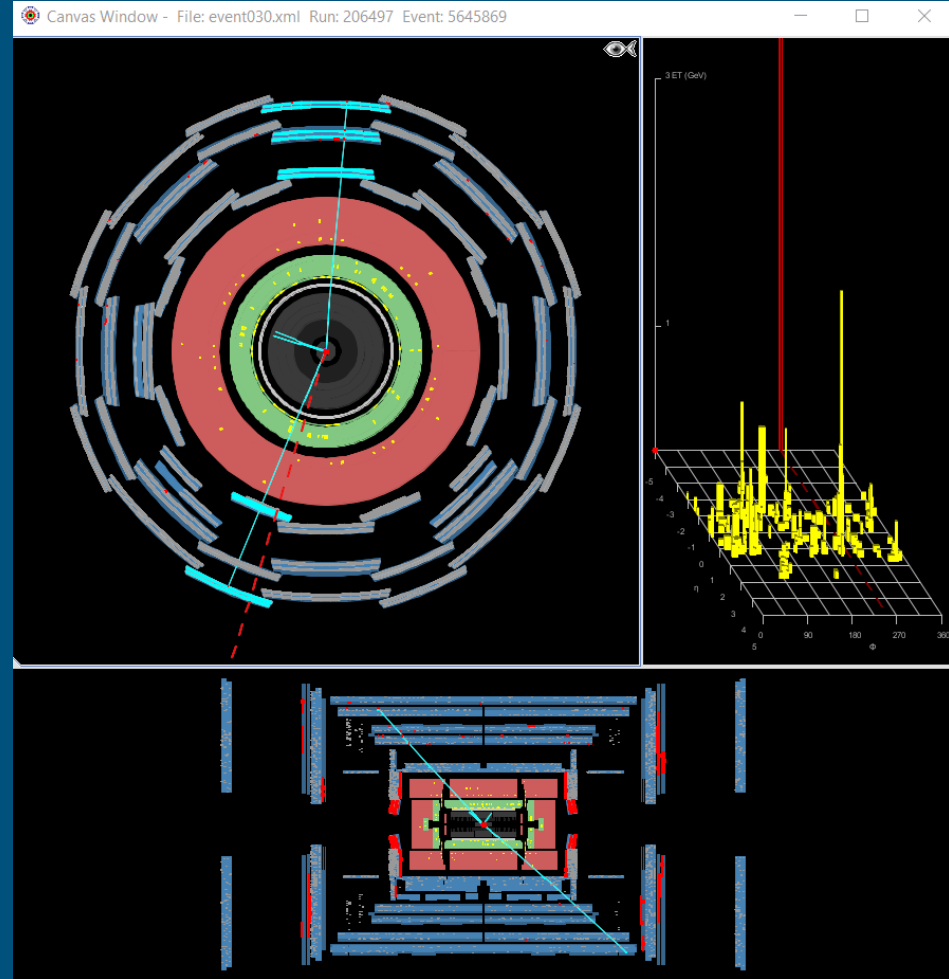 Canvas Window - File: event030.xml Run: 206497 Event: 5645869
3 ET (GeV)
1
-5
-4
-3
-2
-1
0
1
2
3
4
5
η
0 90 180 270 360
Φ